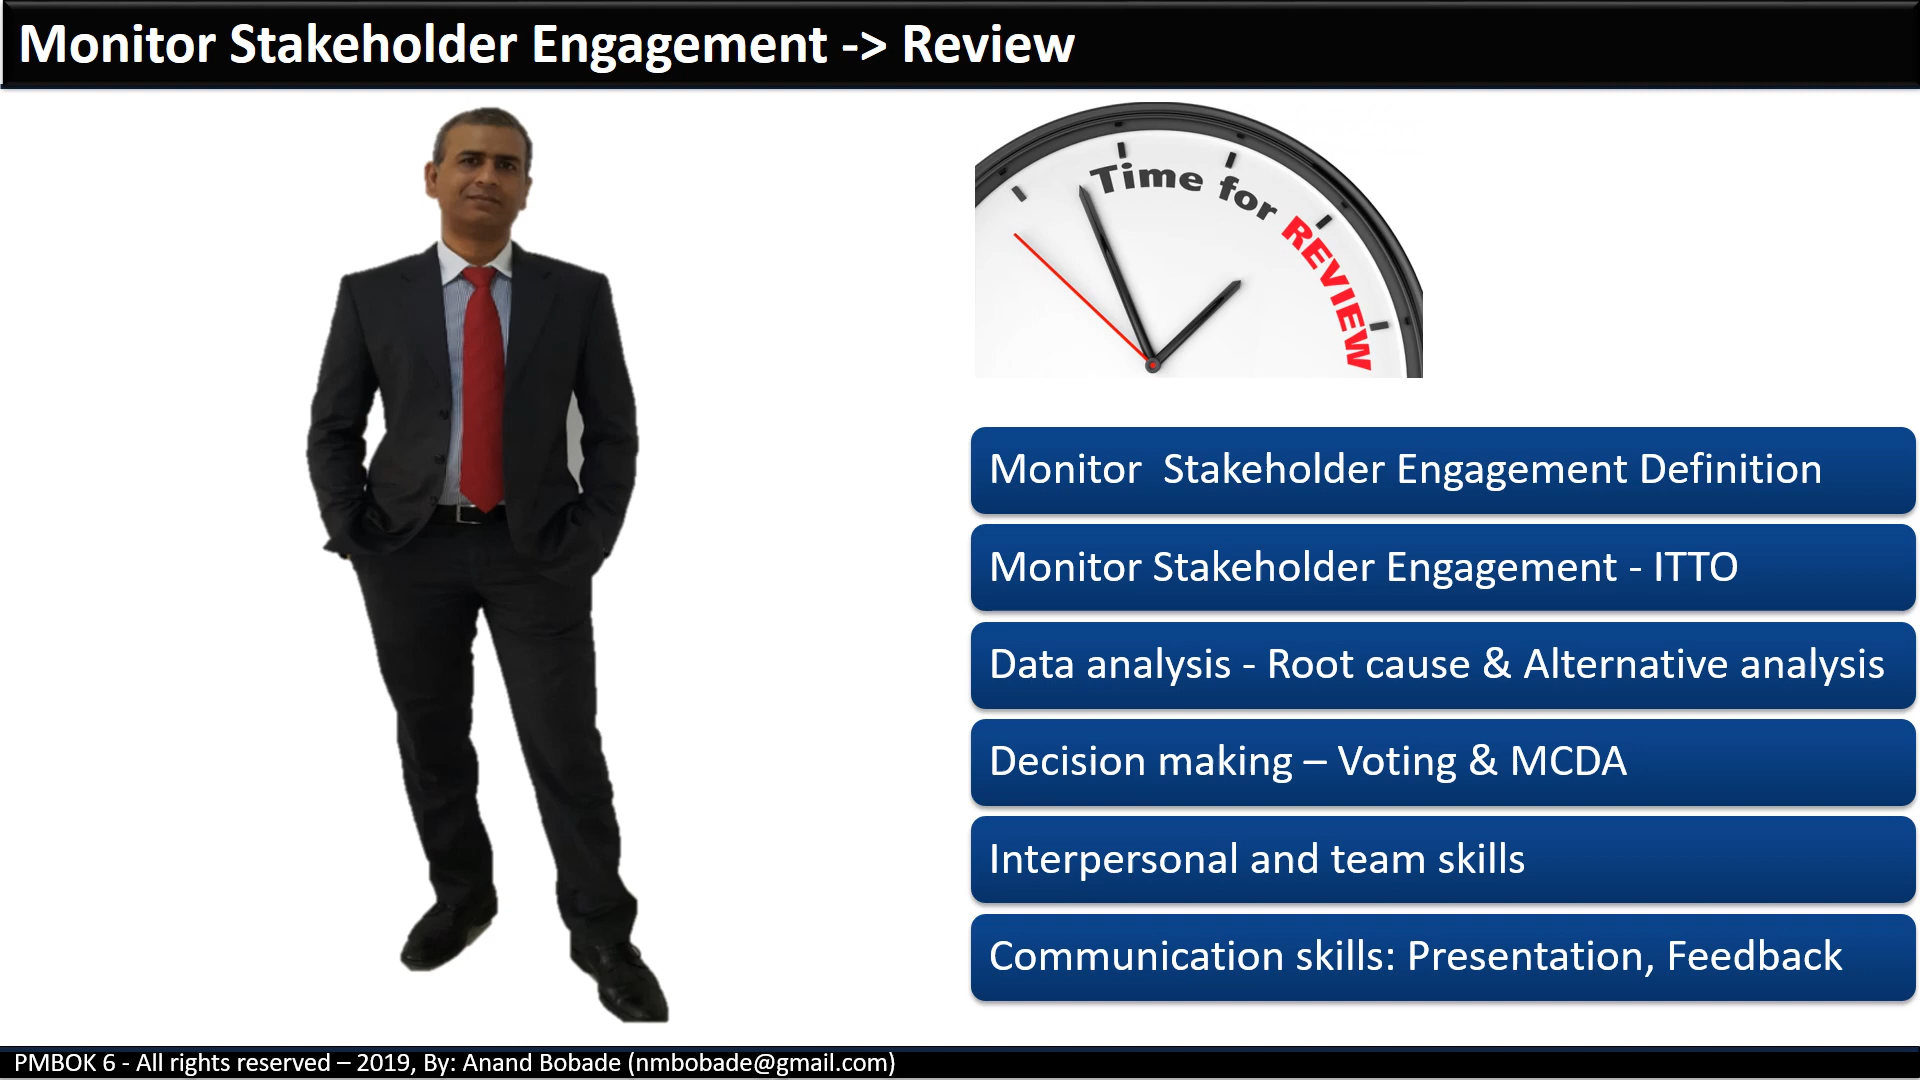 Monitor Stakeholder Engagement -> Review
Time for REVIEW
Monitor  Stakeholder Engagement Definition
Monitor Stakeholder Engagement - ITTO
Data analysis - Root cause & Alternative analysis
Decision making – Voting & MCDA
Interpersonal and team skills
Communication skills: Presentation, Feedback
PMBOK 6 - All rights reserved – 2019, By: Anand Bobade (nmbobade@gmail.com)